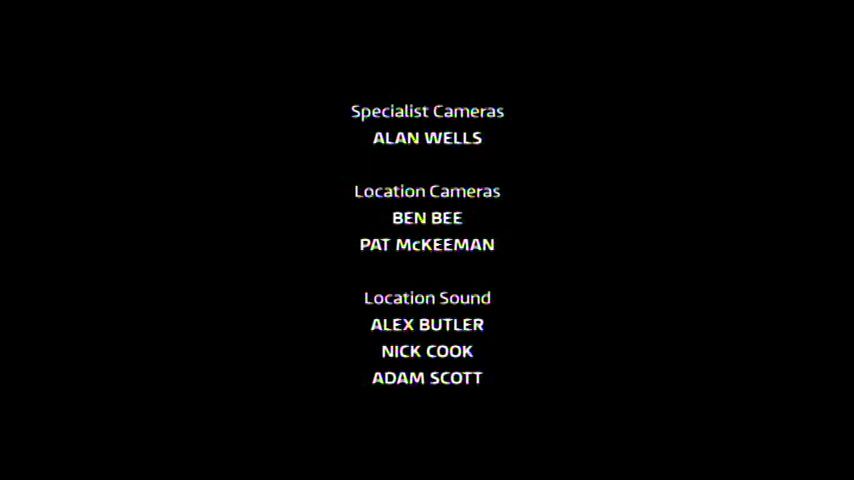 Specialist Cameras
ALAN WELLS
Location Cameras
BEN BEE
PAT McKEEMAN
Location Sound
ALEX BUTLER
NICK COOK
ADAM SCOTT